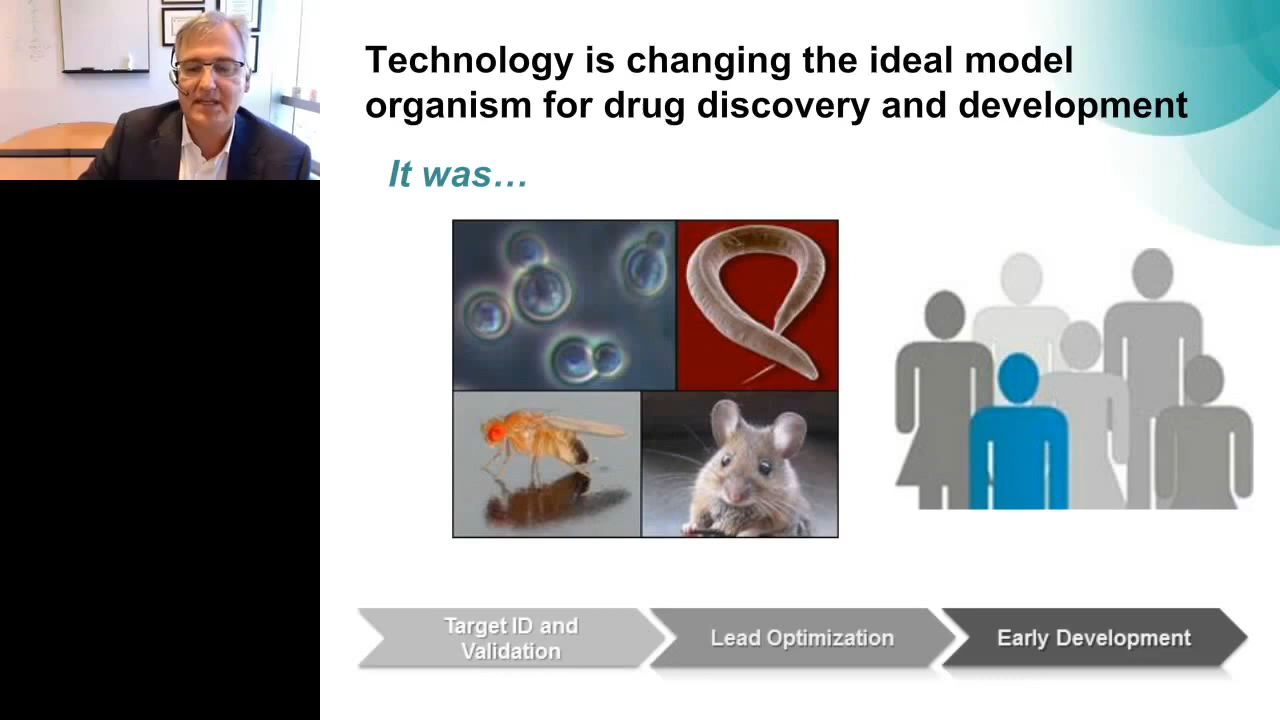 Technology is changing the ideal model
organism for drug discovery and development
It was…
Target ID and
Validation
Lead Optimization
Early Development